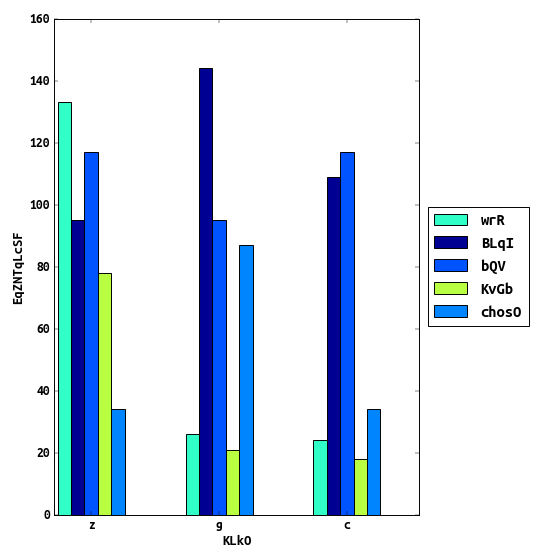 160
140
120
100
80
60
40
20
0
EqZNTqLcSF
z g c
KLkO
wrR
BLqI
bQV
KvGb
chosO